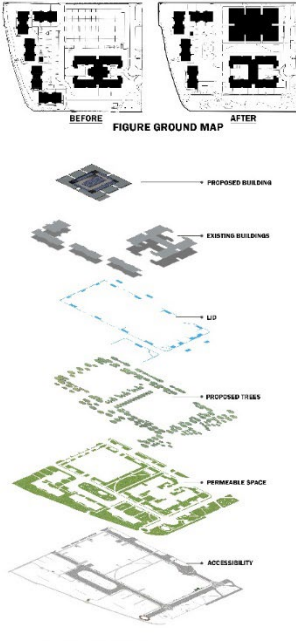 BEFORE
AFTER
FIGURE GROUND MAP
PROPOSED BUILDING
EXISTING BUILDINGS
LID
PROPOSED TREES
PERMEABLE SPACE
ACCESSIBILITY